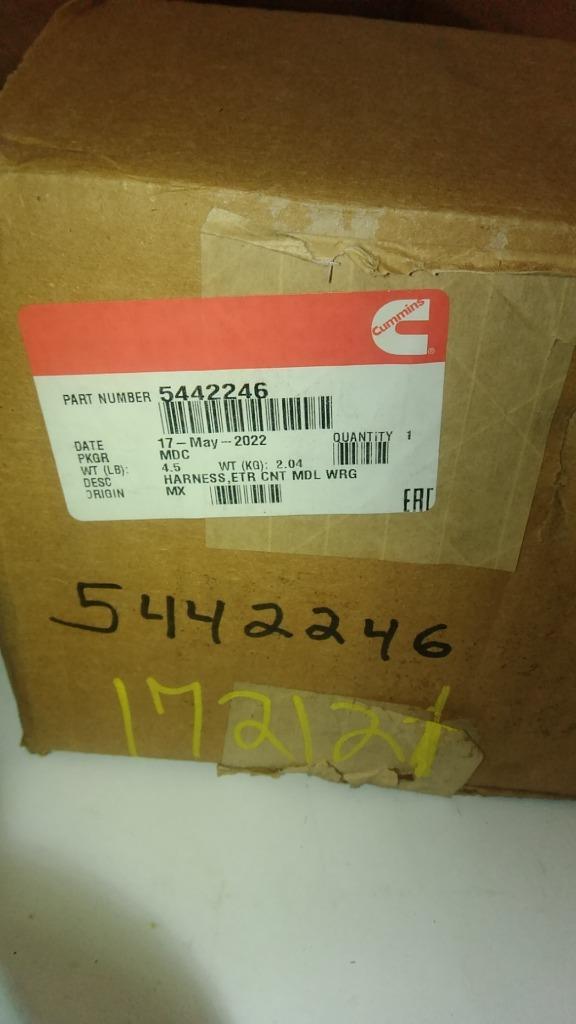 Cummins
PART NUMBER 5442246
DATE 17-May-2022 QUANTITY 1
PKGR MDC
WT (LB): 4.5 WT (KG): 2.04
DESC HARNESS,ETR CNT MDL WRG
ORIGIN MX
EAC
5442246